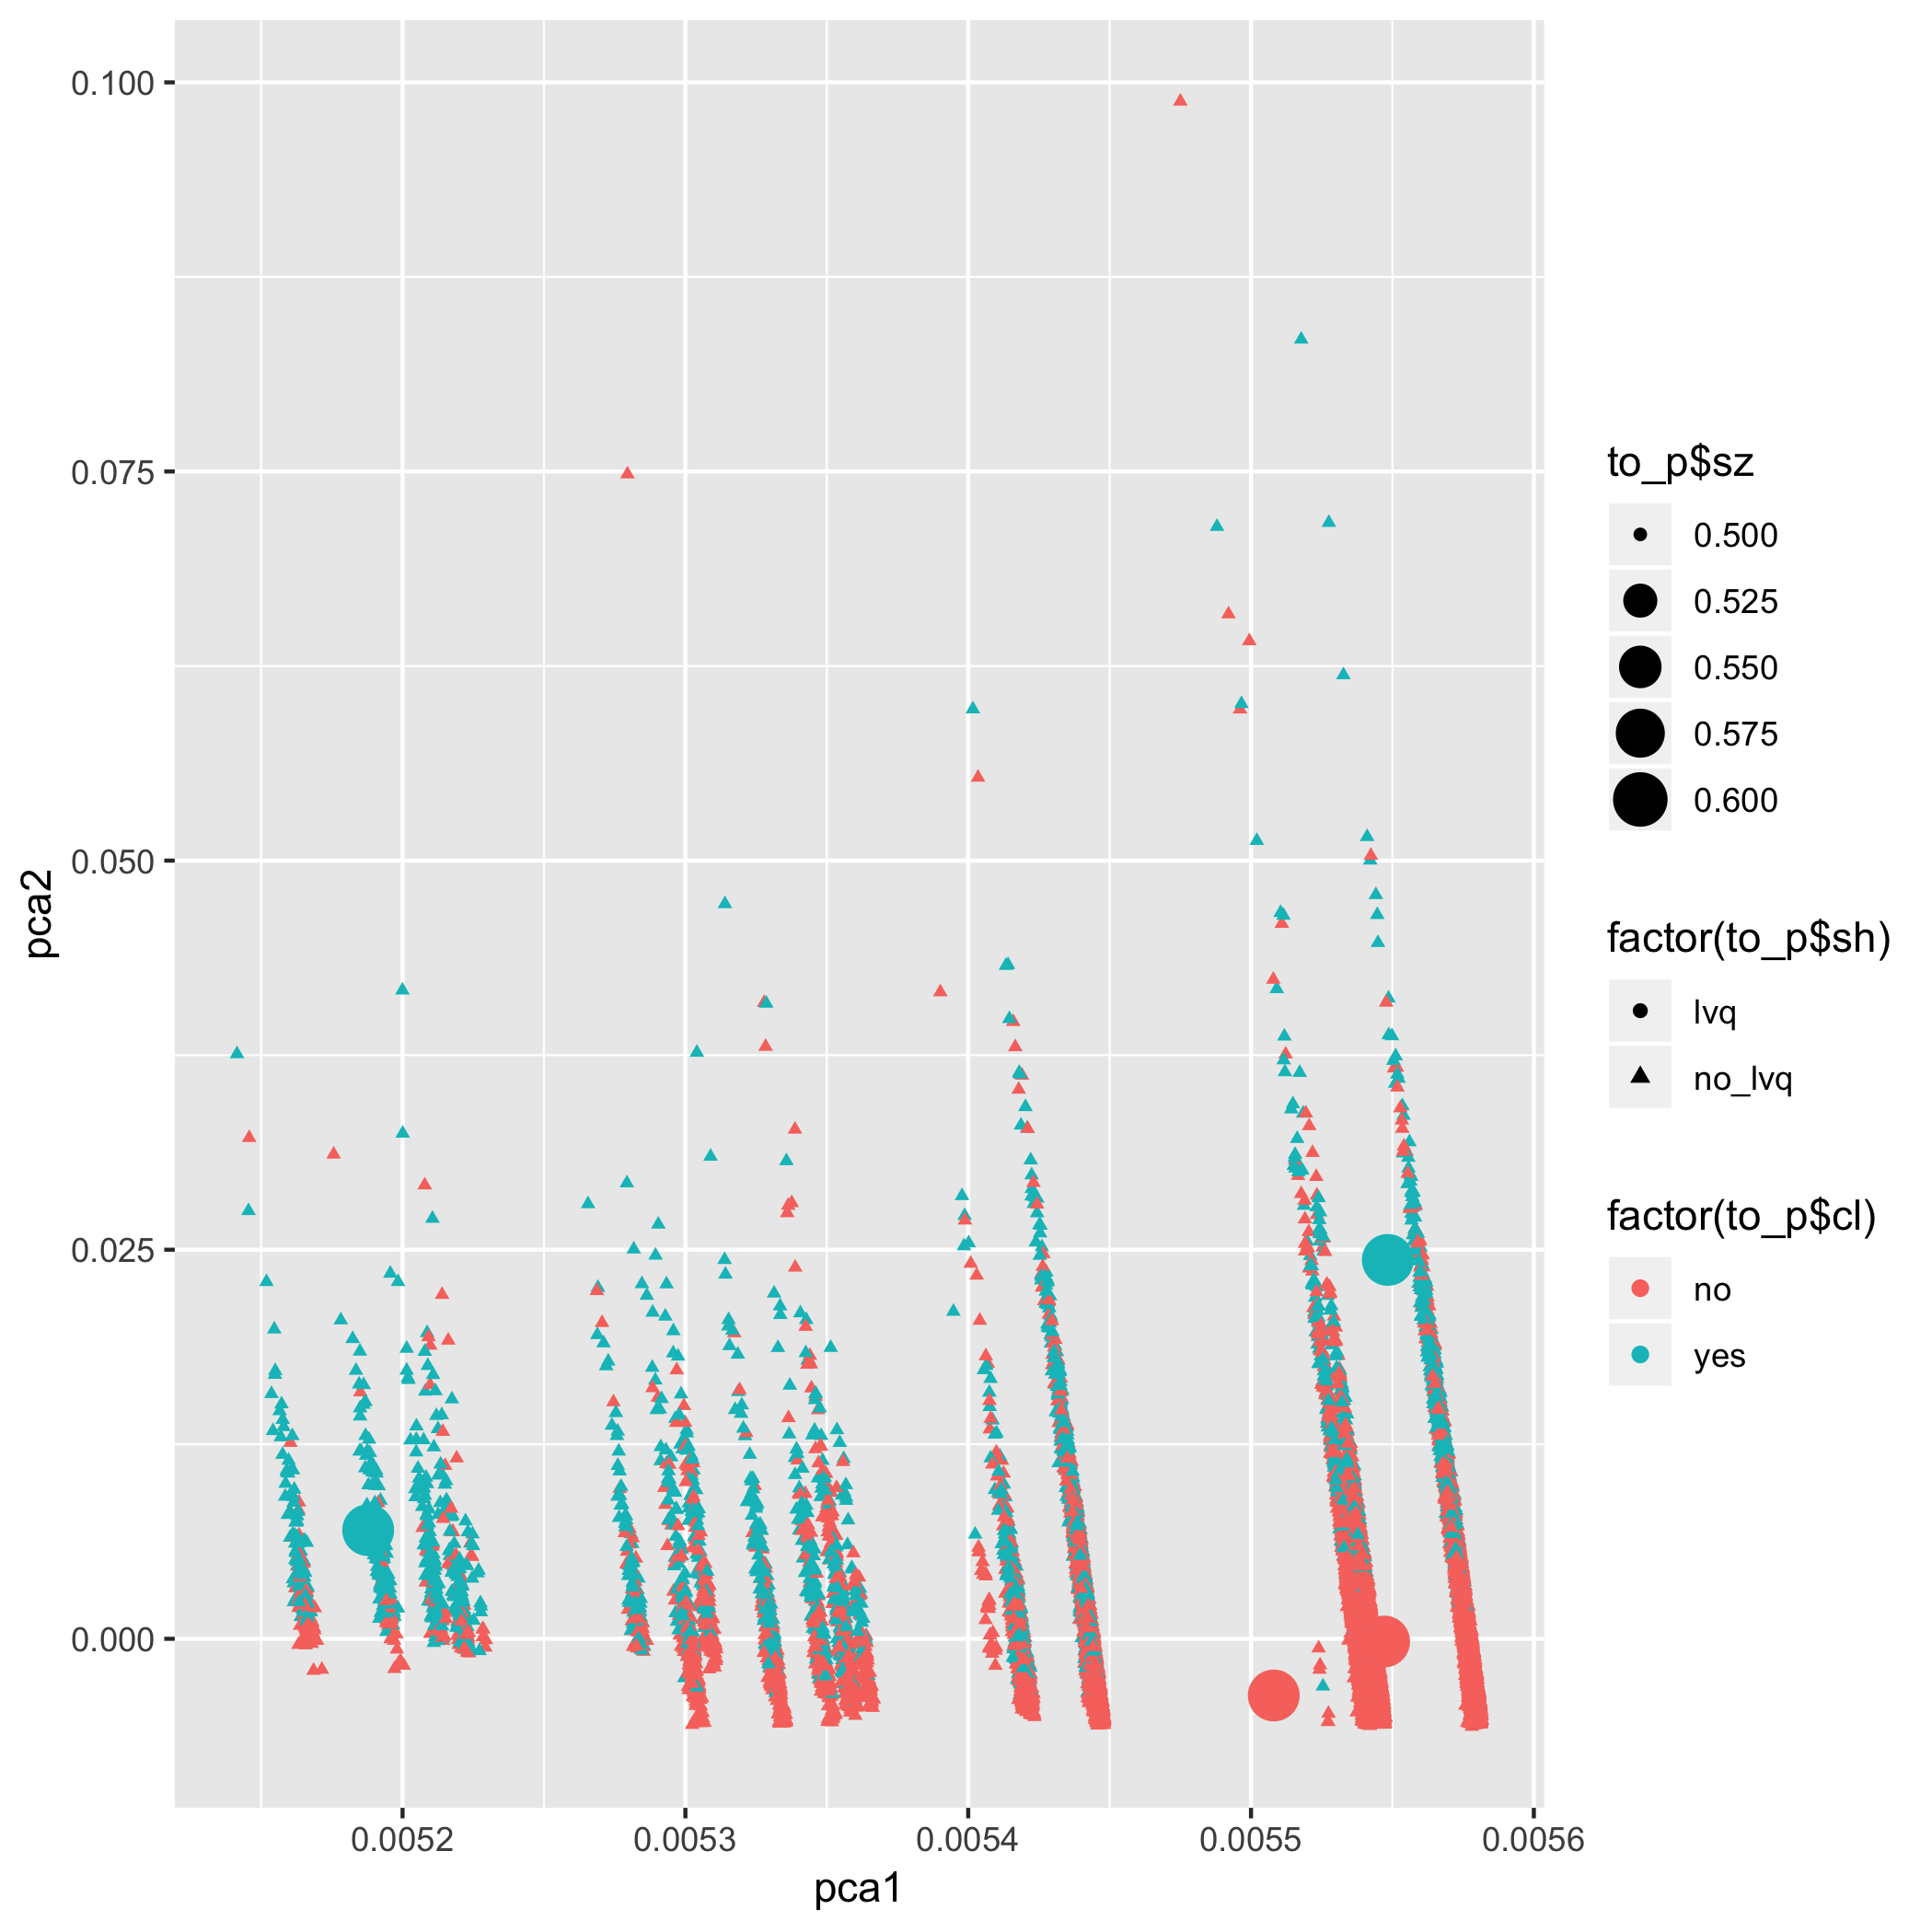 0.100
0.075
0.050
0.025
0.000
pca2
0.0052
0.0053
0.0054
0.0055
0.0056
pca1
to_p$sz
0.500
0.525
0.550
0.575
0.600
factor(to_p$sh)
lvq
no_lvq
factor(to_p$cl)
no
yes